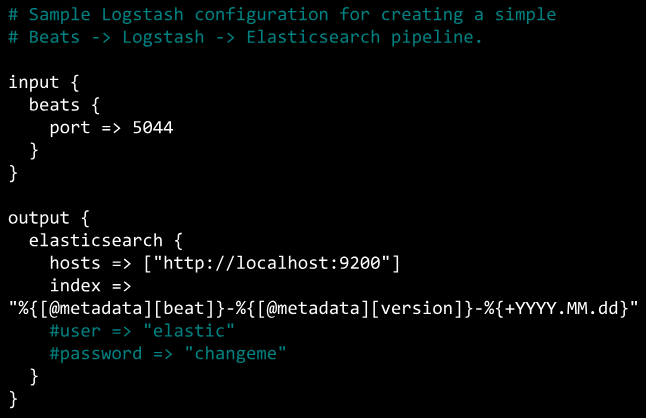 # Sample Logstash configuration for creating a simple
# Beats -> Logstash -> Elasticsearch pipeline.

input {
  beats {
    port => 5044
  }
}

output {
  elasticsearch {
    hosts => ["http://localhost:9200"]
    index =>
"%{[@metadata][beat]}-%{[@metadata][version]}-%{+YYYY.MM.dd}"
    #user => "elastic"
    #password => "changeme"
  }
}